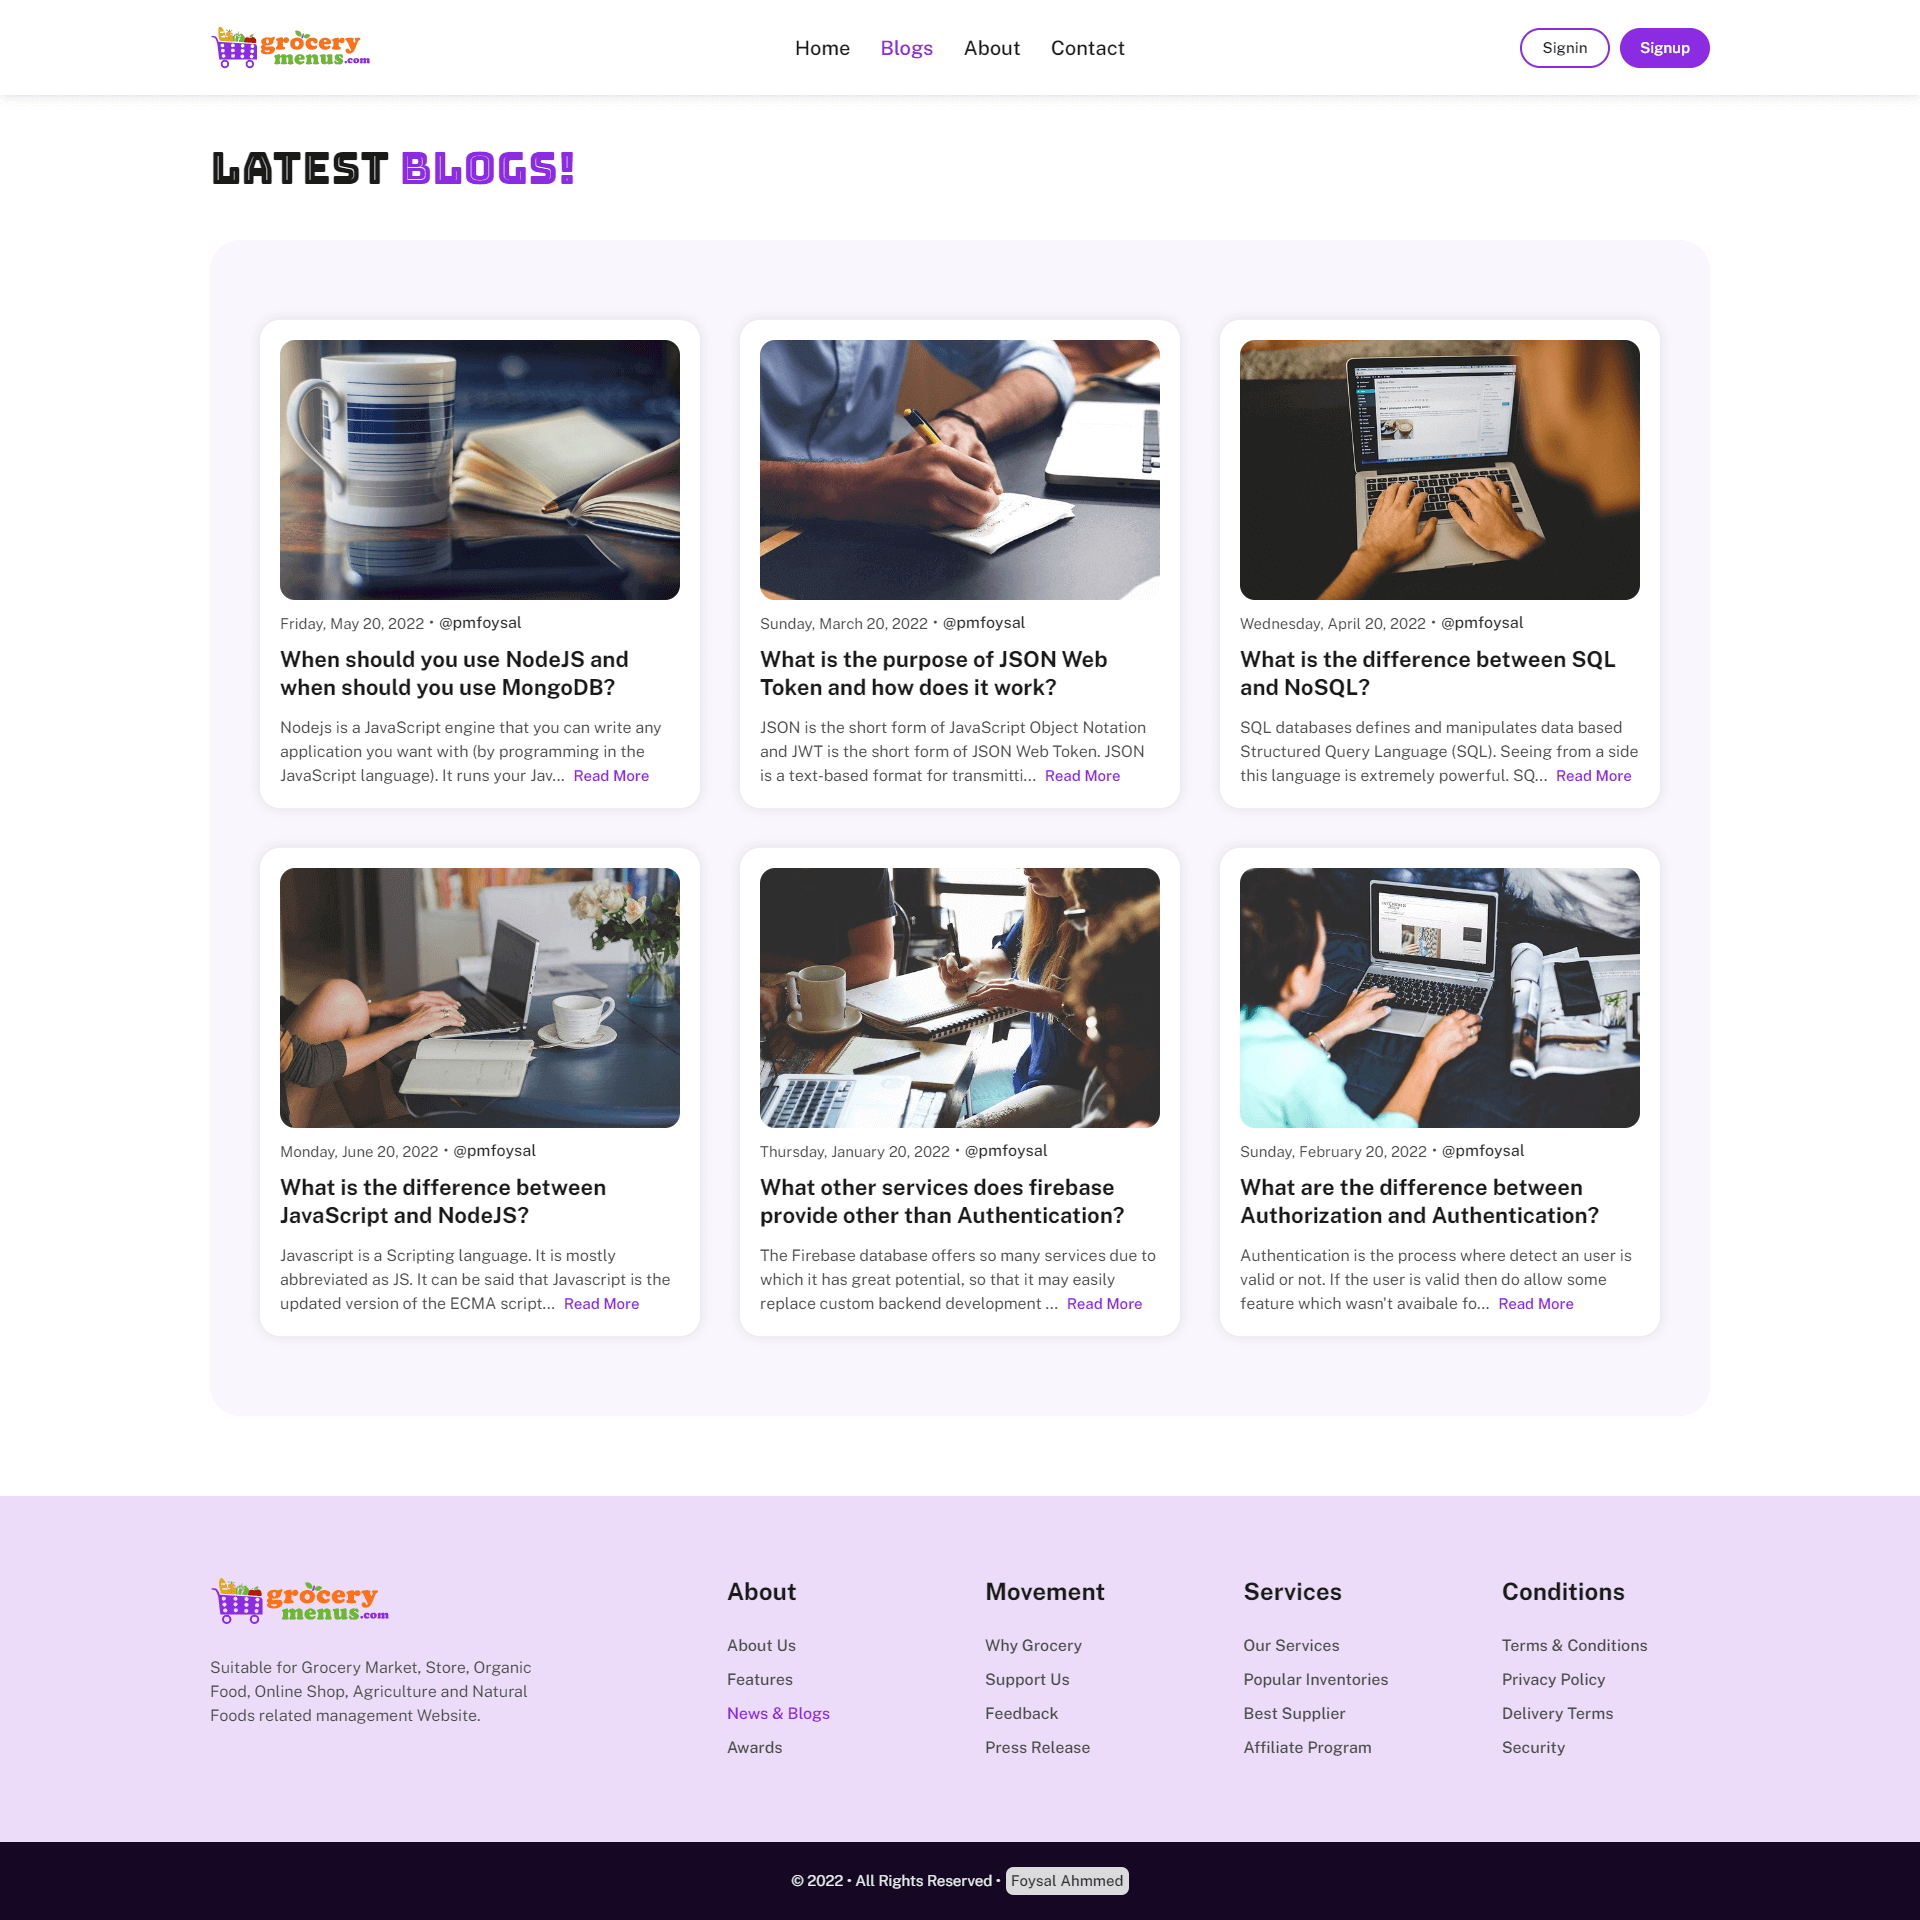 grocery
menus.com
Home
Blogs
About
Contact
Signin
Signup
LATEST BLOGS!
Friday, May 20, 2022 • @pmfoysal
When should you use NodeJS and
when should you use MongoDB?
Nodejs is a JavaScript engine that you can write any
application you want with (by programming in the
JavaScript language). It runs your Jav... Read More
Sunday, March 20, 2022 • @pmfoysal
What is the purpose of JSON Web
Token and how does it work?
JSON is the short form of JavaScript Object Notation
and JWT is the short form of JSON Web Token. JSON
is a text-based format for transmitti... Read More
Wednesday, April 20, 2022 • @pmfoysal
What is the difference between SQL
and NoSQL?
SQL databases defines and manipulates data based
Structured Query Language (SQL). Seeing from a side
this language is extremely powerful. SQ... Read More
Monday, June 20, 2022 • @pmfoysal
What is the difference between
JavaScript and NodeJS?
Javascript is a Scripting language. It is mostly
abbreviated as JS. It can be said that Javascript is the
updated version of the ECMA script... Read More
Thursday, January 20, 2022 • @pmfoysal
What other services does firebase
provide other than Authentication?
The Firebase database offers so many services due to
which it has great potential, so that it may easily
replace custom backend development ... Read More
Sunday, February 20, 2022 • @pmfoysal
What are the difference between
Authorization and Authentication?
Authentication is the process where detect an user is
valid or not. If the user is valid then do allow some
feature which wasn't avaibale fo... Read More
grocery
menus.com
Suitable for Grocery Market, Store, Organic
Food, Online Shop, Agriculture and Natural
Foods related management Website.
About
About Us
Features
News & Blogs
Awards
Movement
Why Grocery
Support Us
Feedback
Press Release
Services
Our Services
Popular Inventories
Best Supplier
Affiliate Program
Conditions
Terms & Conditions
Privacy Policy
Delivery Terms
Security
© 2022 • All Rights Reserved • Foysal Ahmmed